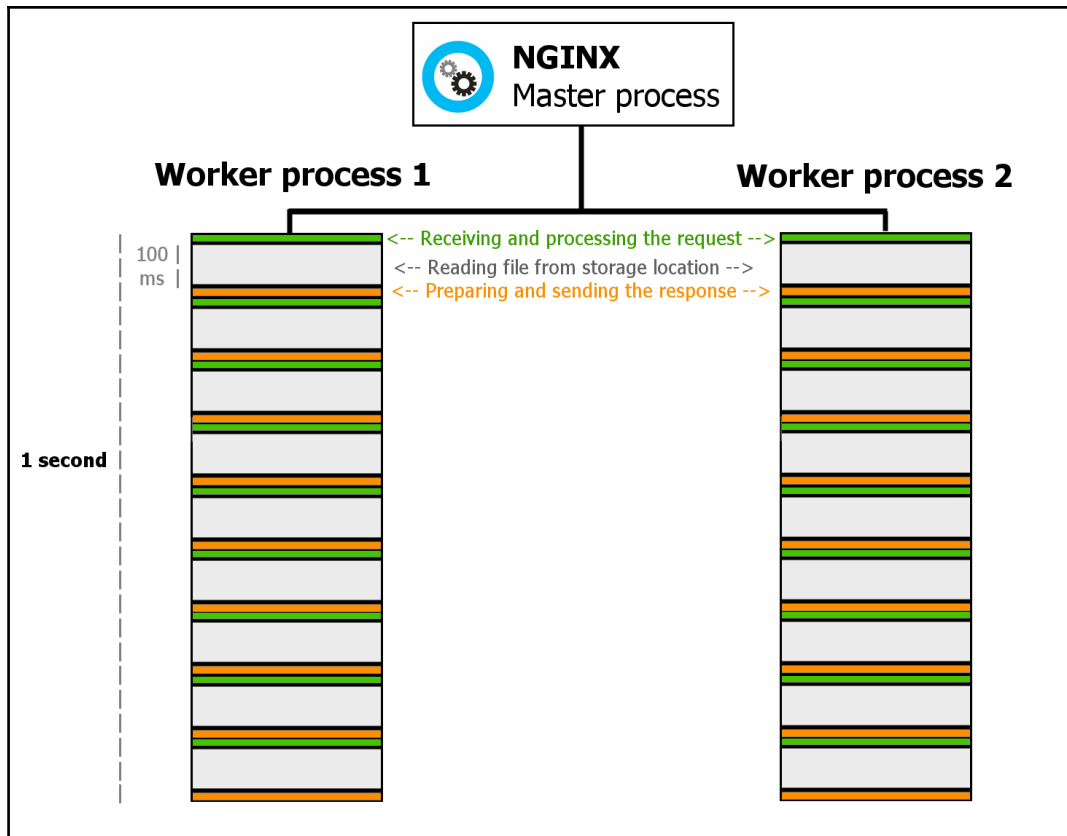 NGINX
Master process
Worker process 1
Worker process 2
<-- Receiving and processing the request -->
100
ms
<-- Reading file from storage location -->
<-- Preparing and sending the response -->
1 second